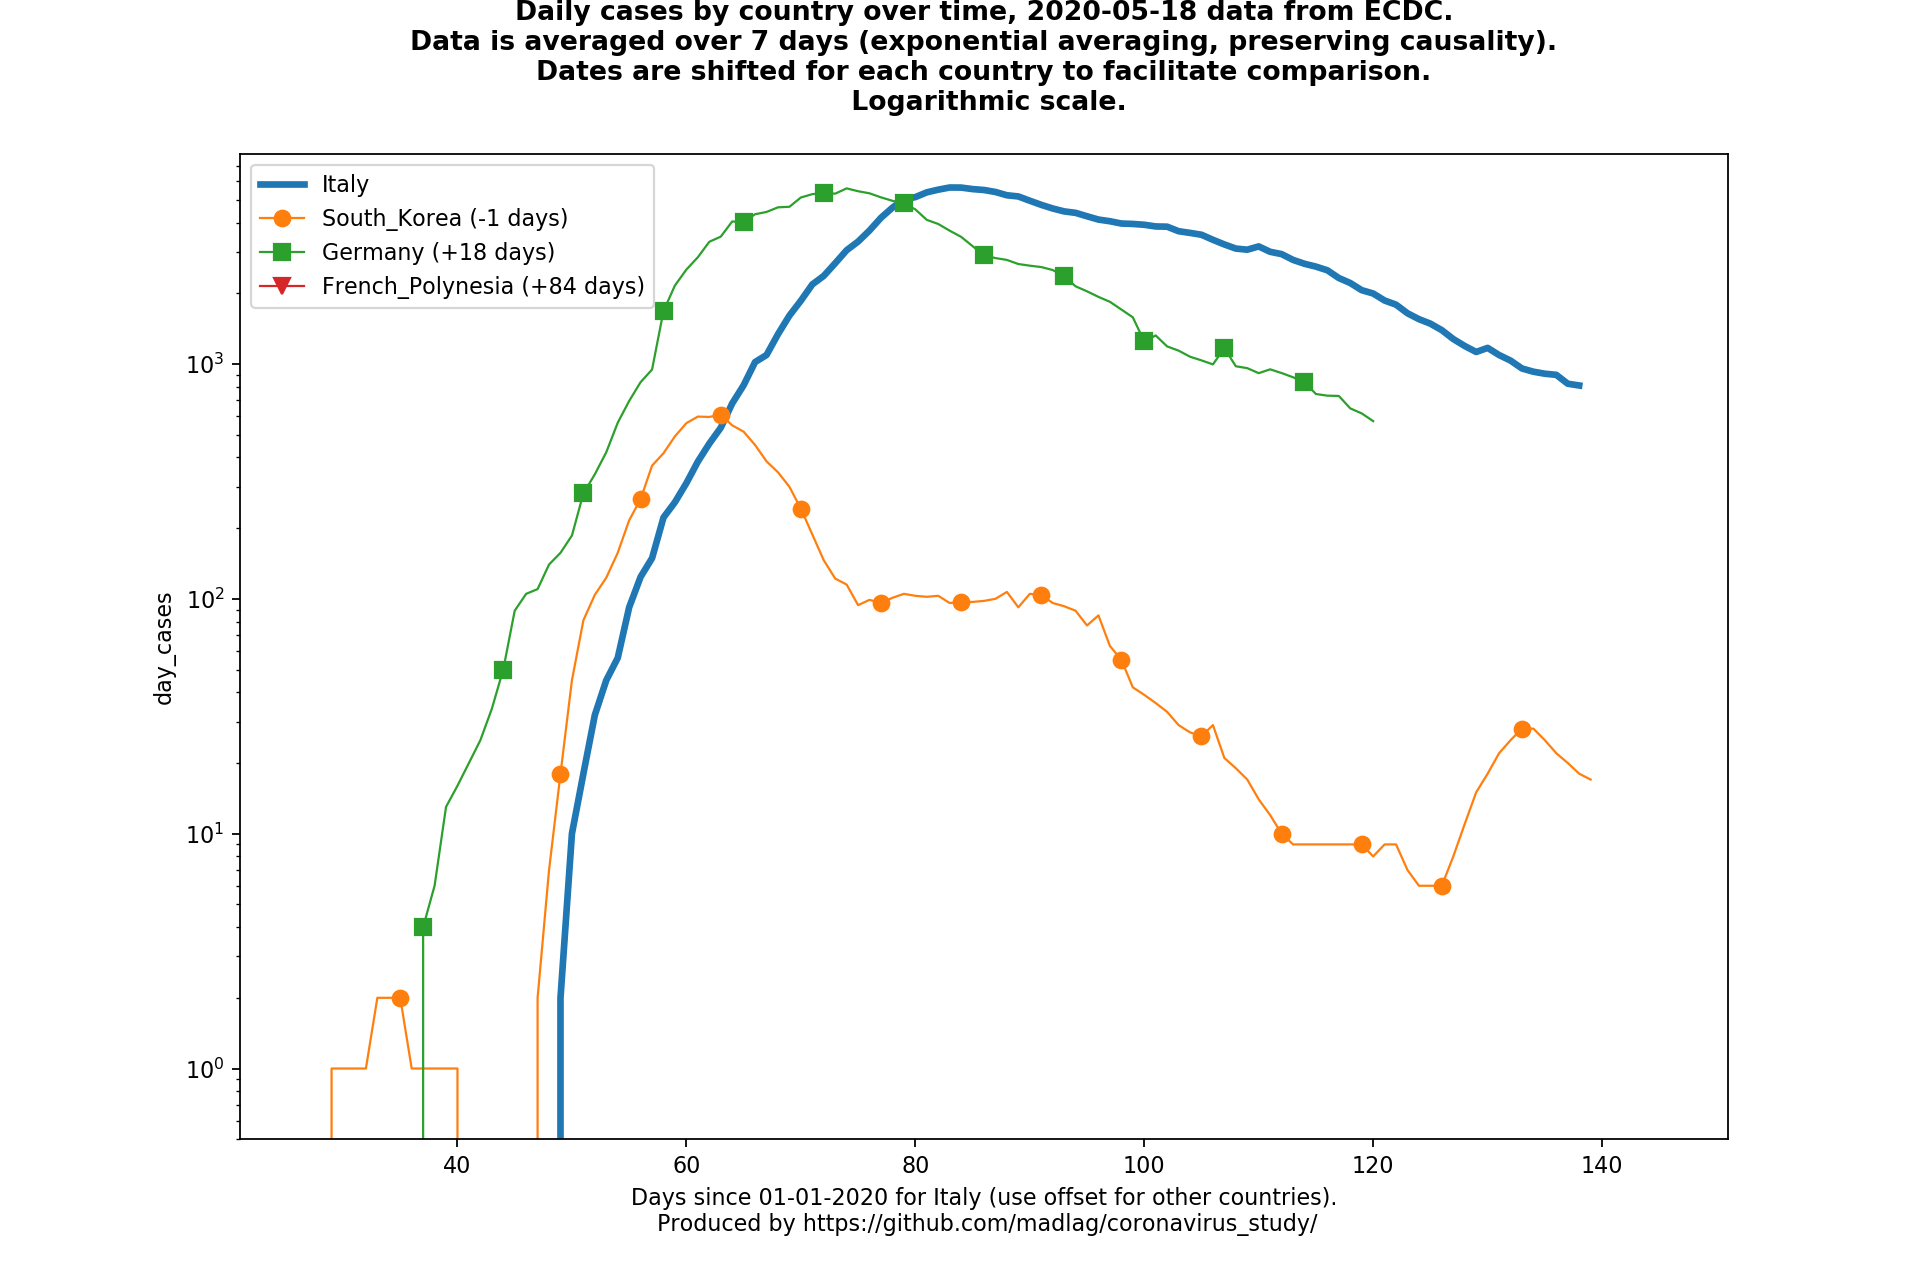 Daily cases by country over time, 2020-05-18 data from ECDC.
Data is averaged over 7 days (exponential averaging, preserving causality).
Dates are shifted for each country to facilitate comparison.
Logarithmic scale.
Italy
South_Korea (-1 days)
Germany (+18 days)
French_Polynesia (+84 days)
day_cases
10³
10²
10¹
10⁰
40 60 80 100 120 140
Days since 01-01-2020 for Italy (use offset for other countries).
Produced by https://github.com/madlag/coronavirus_study/